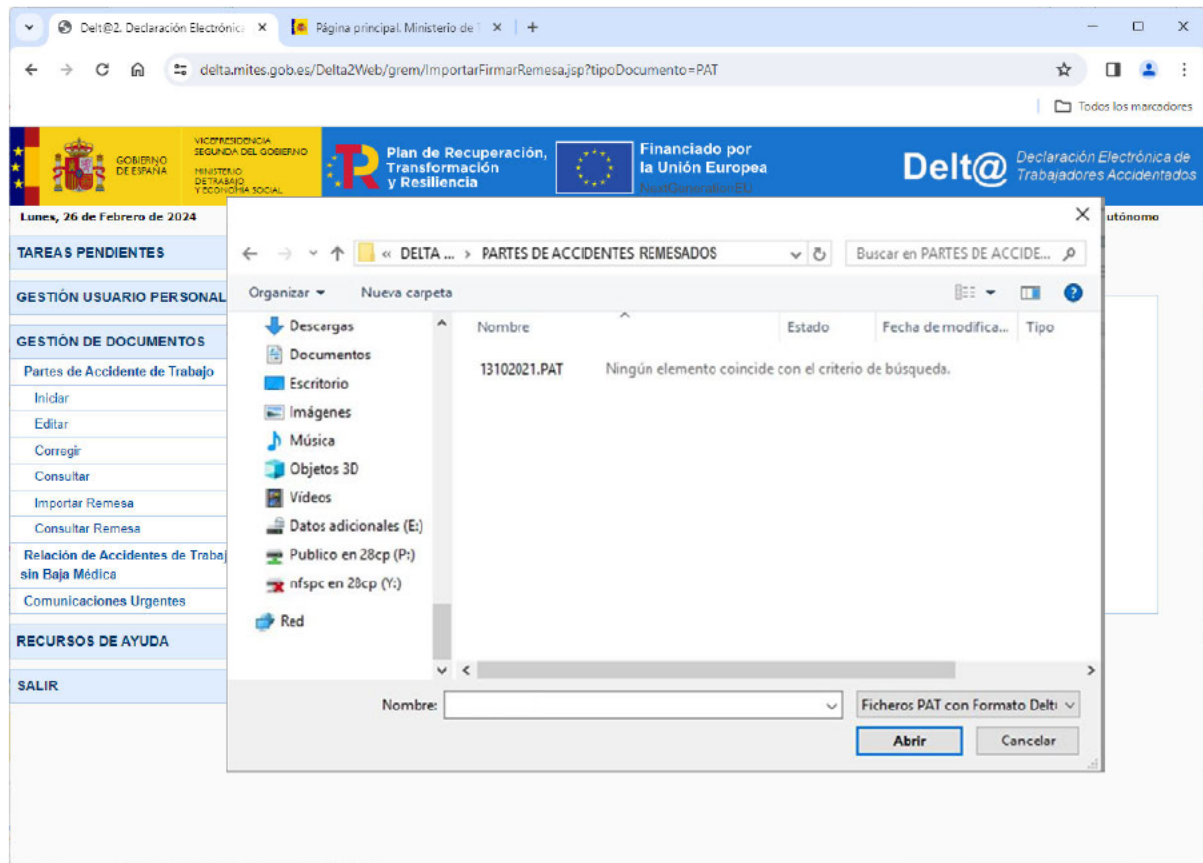 Delt@2. Declaración Electrónica
Página principal. Ministerio de T
delta.mites.gob.es/Delta2Web/grem/ImportarFirmarRemesa.jsp?tipoDocumento=PAT
Todos los marcadores
GOBIERNO
DE ESPAÑA
VICEPRESIDENCIA
SEGUNDA DEL GOBIERNO
MINISTERIO
DE TRABAJO
Y ECONOMÍA SOCIAL
Plan de Recuperación,
Transformación
y Resiliencia
Financiado por
la Unión Europea
NextGenerationEU
Delt@
Declaración Electrónica de
Trabajadores Accidentados
Lunes, 26 de Febrero de 2024
utónomo
TAREAS PENDIENTES
GESTIÓN USUARIO PERSONAL
GESTIÓN DE DOCUMENTOS
Partes de Accidente de Trabajo
Iniciar
Editar
Corregir
Consultar
Importar Remesa
Consultar Remesa
Relación de Accidentes de Trabaj
sin Baja Médica
Comunicaciones Urgentes
RECURSOS DE AYUDA
SALIR
« DELTA ... > PARTES DE ACCIDENTES REMESADOS
Buscar en PARTES DE ACCIDE...
Organizar
Nueva carpeta
Descargas
Documentos
Escritorio
Imágenes
Música
Objetos 3D
Vídeos
Datos adicionales (E:)
Publico en 28cp (P:)
nfspc en 28cp (Y:)
Red
Nombre Estado Fecha de modifica... Tipo
13102021.PAT Ningún elemento coincide con el criterio de búsqueda.
Nombre:
Ficheros PAT con Formato Delt
Abrir
Cancelar